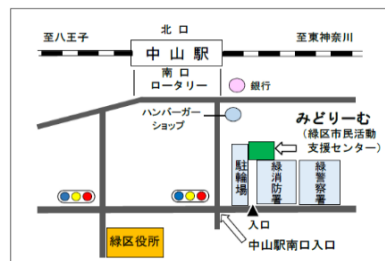 北口
至八王子
至東神奈川
中山駅
南口
ロータリー
銀行
ハンバーガー
ショップ
みどりーむ
(緑区市民活動
支援センター)
駐輪場
緑消防署
緑警察署
入口
緑区役所
中山駅南口入口